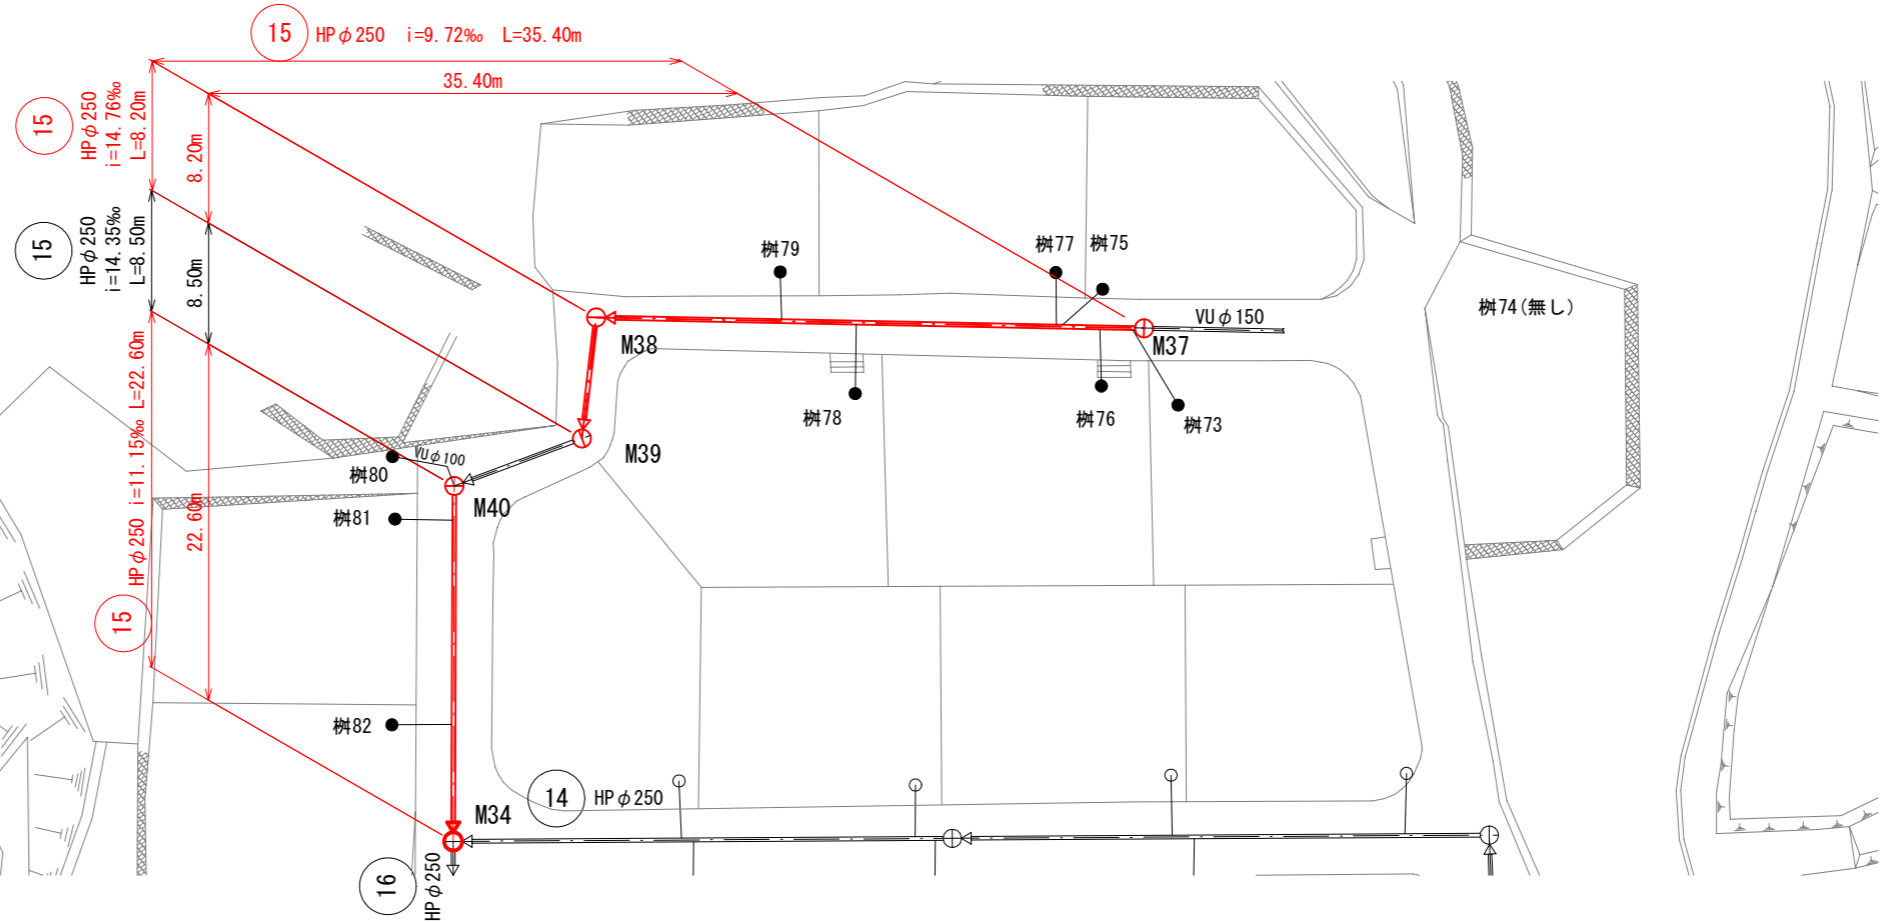 15 HPφ250 i=9.72‰ L=35.40m
35.40m
15
HPφ250
i=14.76‰
L=8.20m
8.20m
15
HPφ250
i=14.35‰
L=8.50m
8.50m
15
HPφ250 i=11.15‰ L=22.60m
22.60m
桝79
桝77
桝75
桝74(無し)
VUφ150
M38
M37
桝78
桝76
桝73
M39
VUφ100
桝80
M40
桝81
桝82
M34
14 HPφ250
16
HPφ250